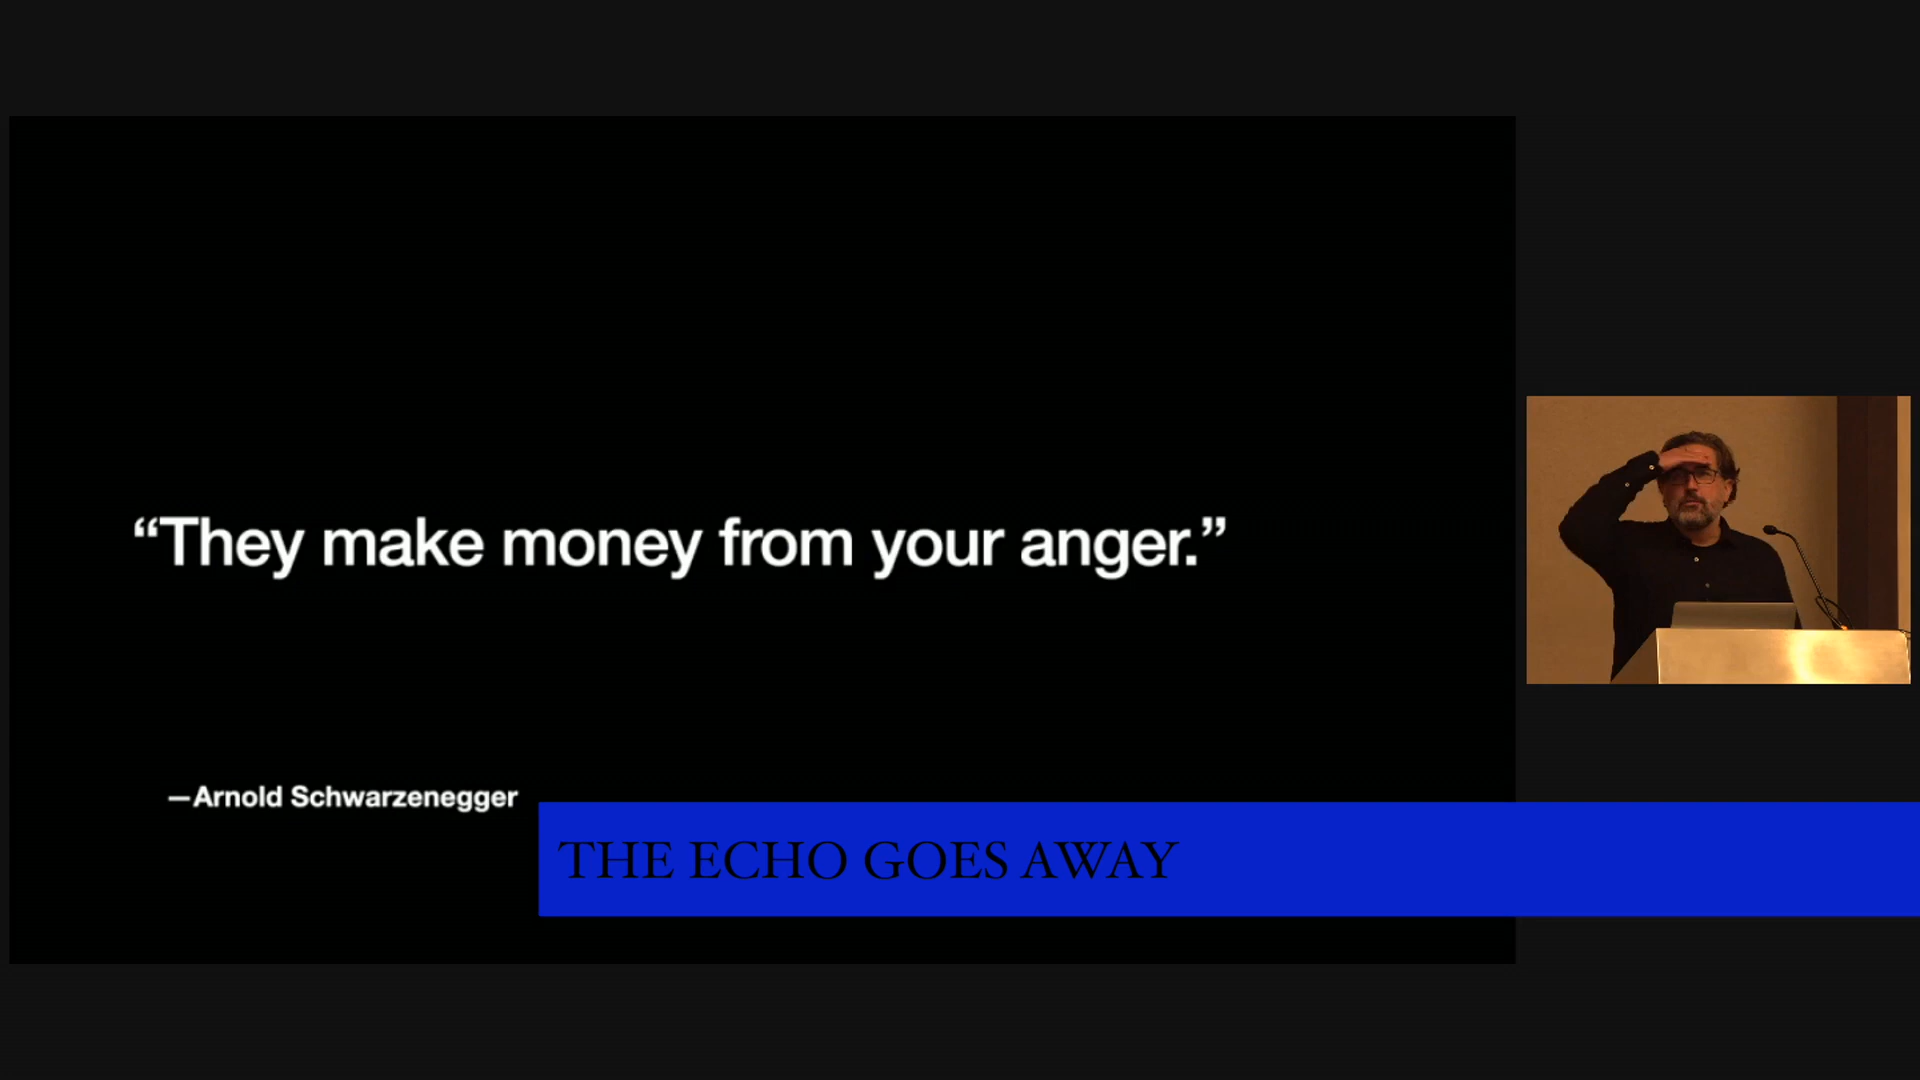 “They make money from your anger.”
—Arnold Schwarzenegger
THE ECHO GOES AWAY